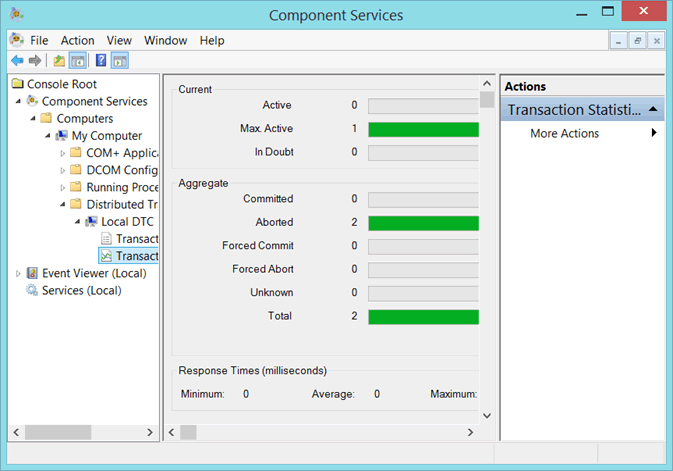 Component Services
File Action View Window Help
Console Root
Component Services
Computers
My Computer
COM+ Applica
DCOM Config
Running Proce
Distributed Tr
Local DTC
Transact
Transact
Event Viewer (Local)
Services (Local)
Current
Active 0
Max. Active 1
In Doubt 0
Aggregate
Committed 0
Aborted 2
Forced Commit 0
Forced Abort 0
Unknown 0
Total 2
Response Times (milliseconds)
Minimum: 0 Average: 0 Maximum:
Actions
Transaction Statisti...
More Actions